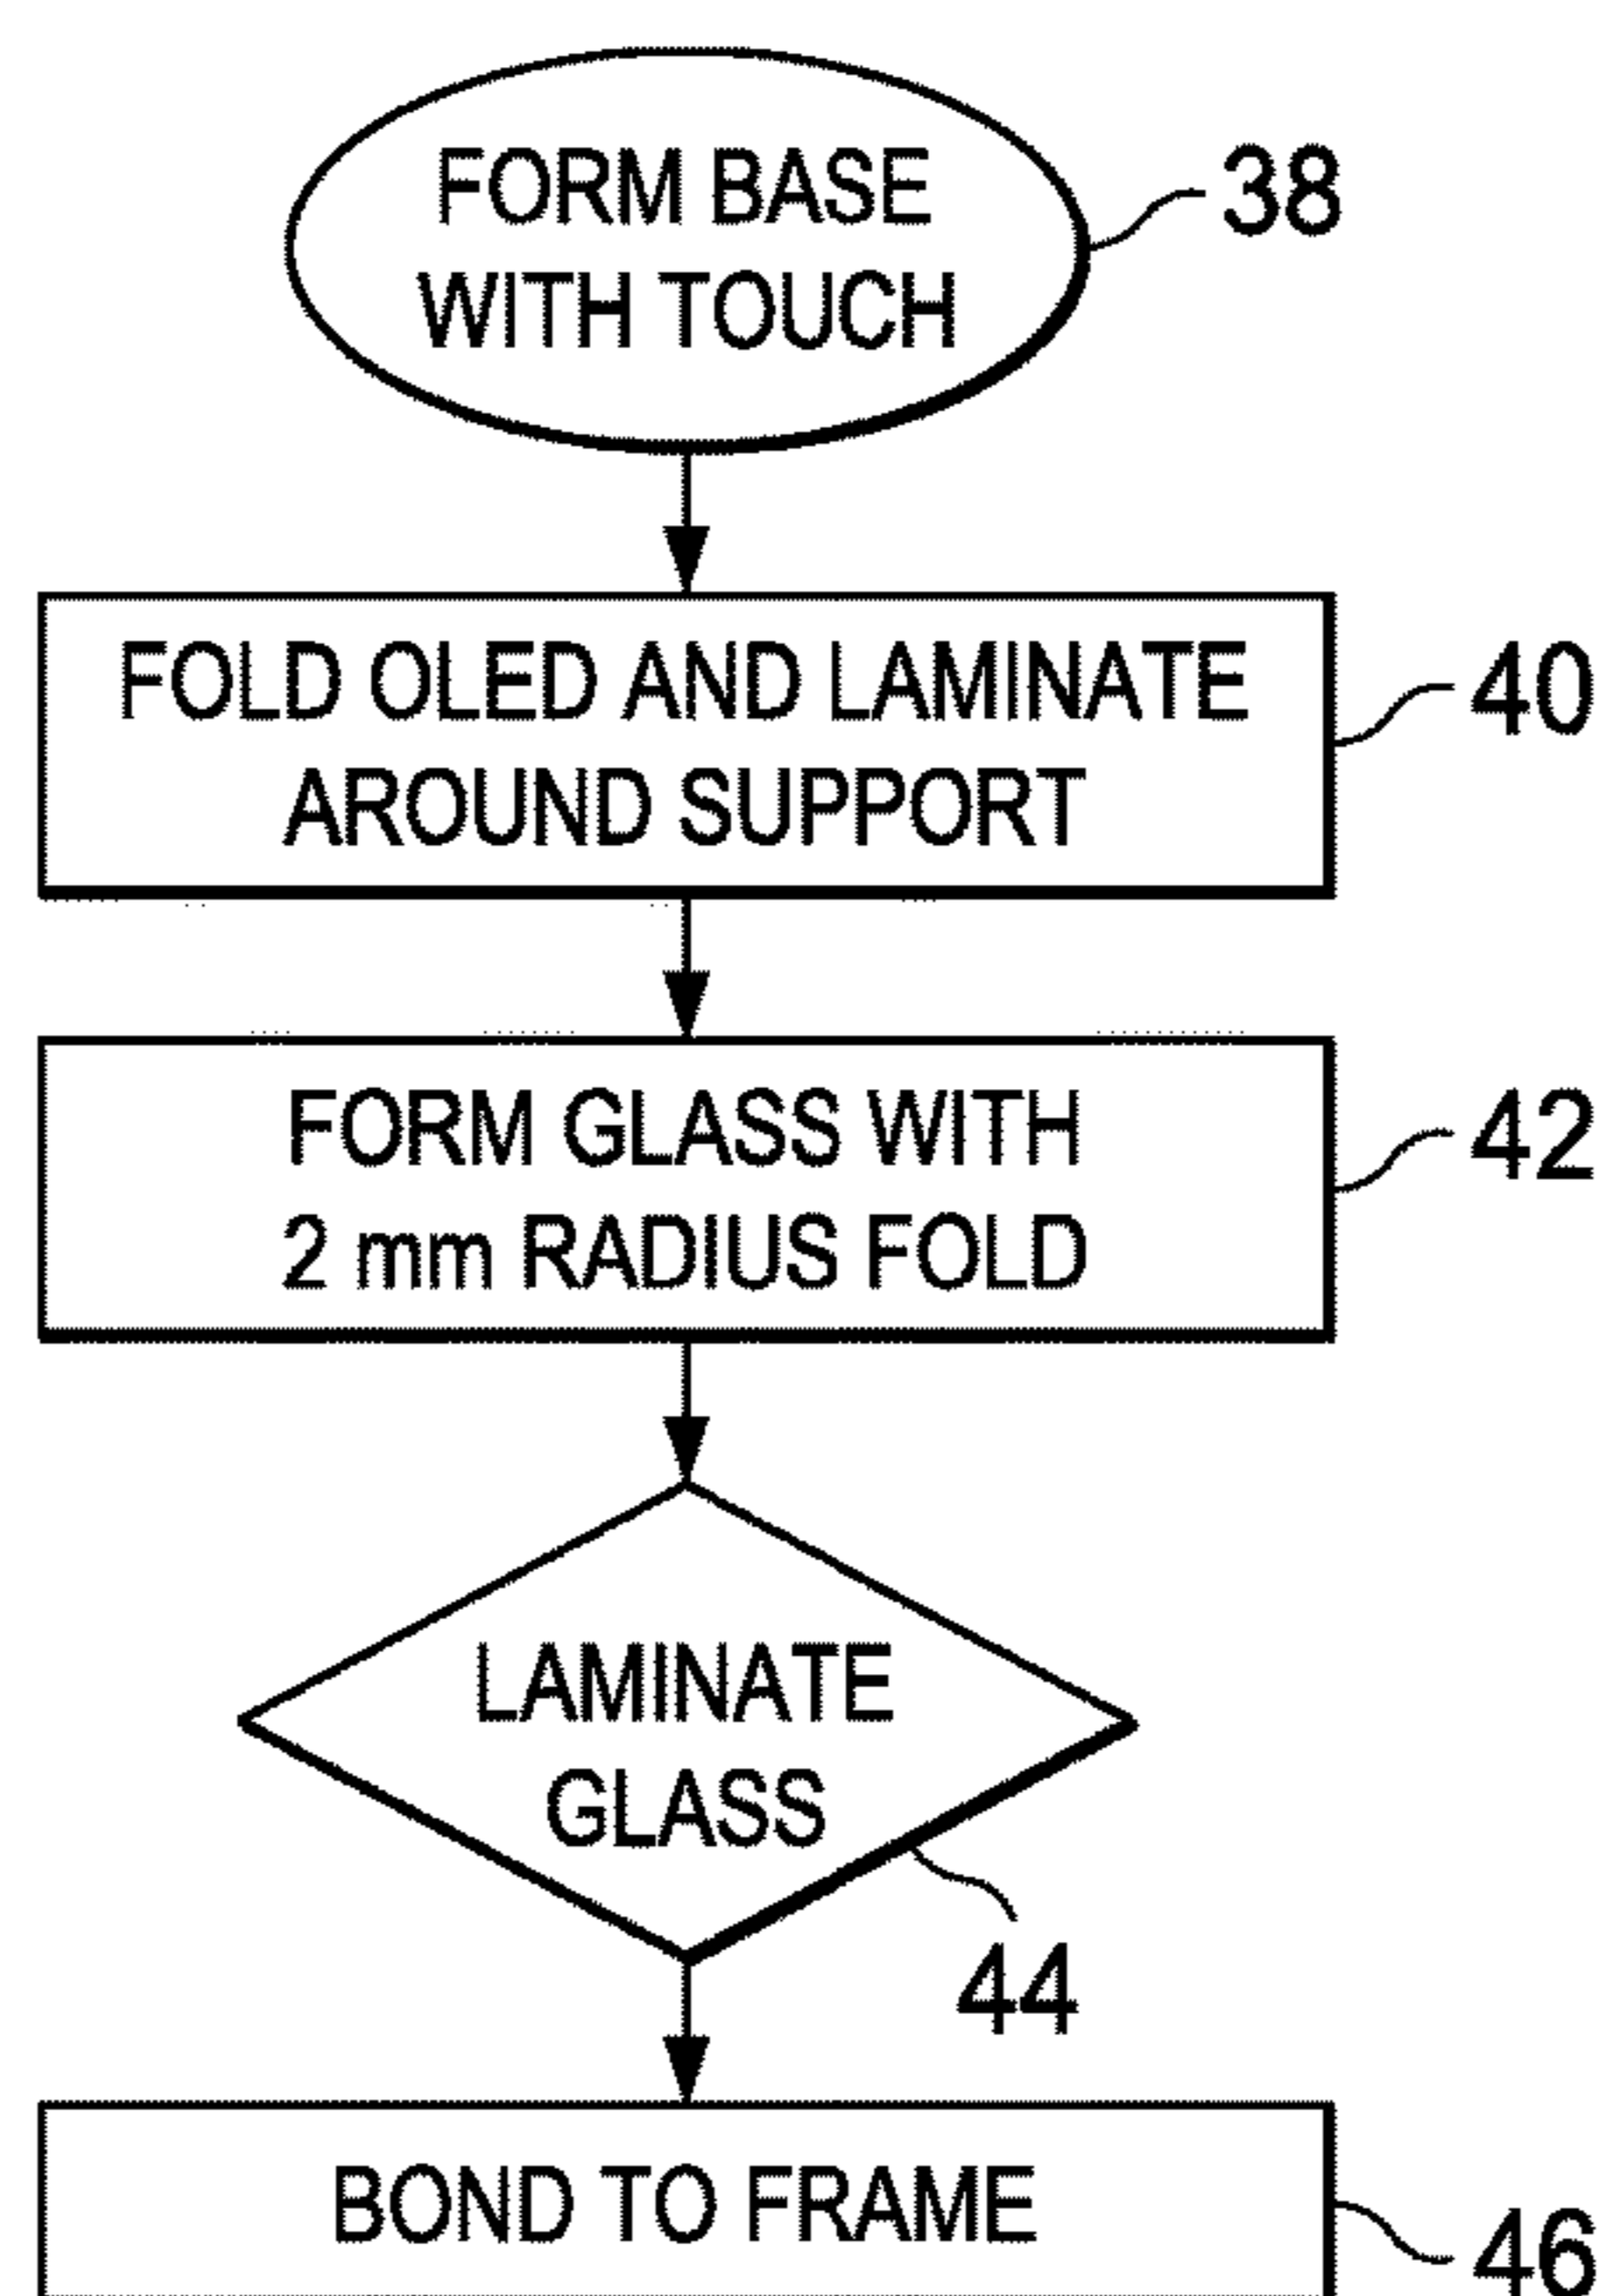 FORM BASE
WITH TOUCH
38
FOLD OLED AND LAMINATE
AROUND SUPPORT
40
FORM GLASS WITH
2 mm RADIUS FOLD
42
LAMINATE
GLASS
44
BOND TO FRAME
46